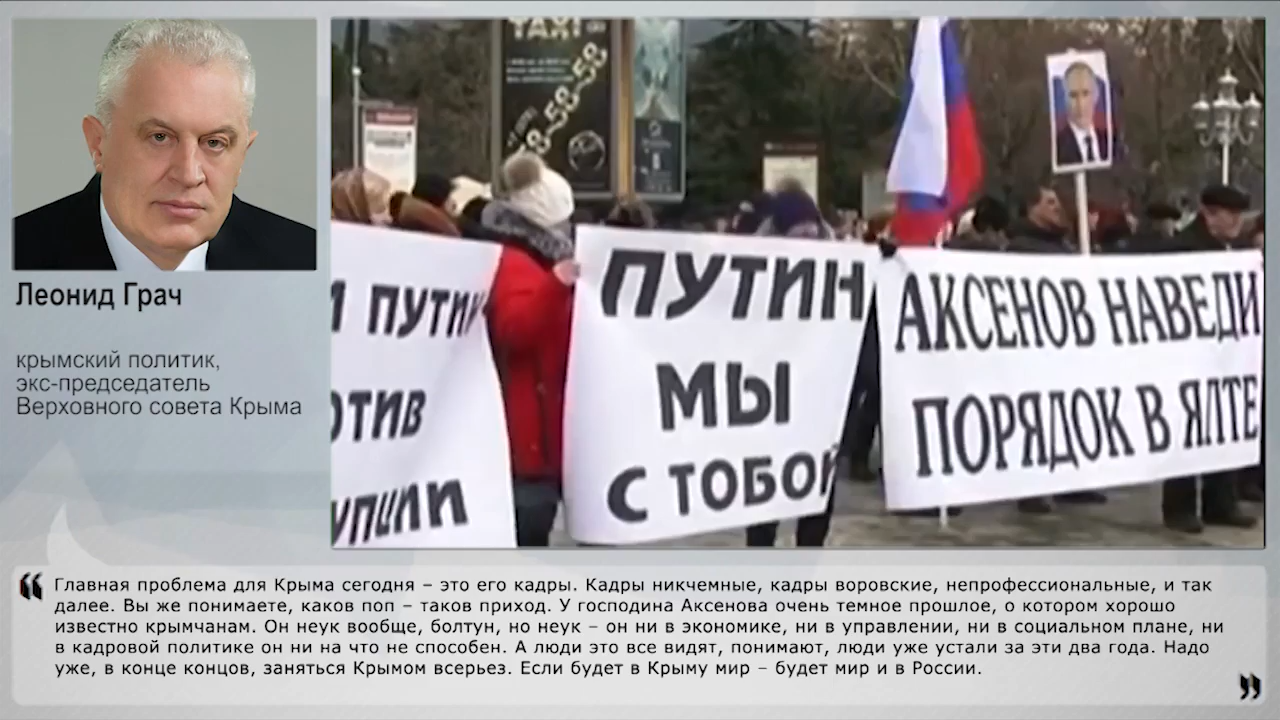 Леонид Грач
крымский политик,
экс-председатель
Верховного совета Крыма
ПУТИН
ПУТИН
МЫ
С ТОБОЙ
АКСЕНОВ НАВЕДИ
ПОРЯДОК В ЯЛТЕ
“ Главная проблема для Крыма сегодня – это его кадры. Кадры никчемные, кадры воровские, непрофессиональные, и так
далее. Вы же понимаете, каков поп – таков приход. У господина Аксенова очень темное прошлое, о котором хорошо
известно крымчанам. Он неук вообще, болтун, но неук – он ни в экономике, ни в управлении, ни в социальном плане, ни
в кадровой политике он ни на что не способен. А люди это все видят, понимают, люди уже устали за эти два года. Надо
уже, в конце концов, заняться Крымом всерьез. Если будет в Крыму мир – будет мир и в России.
”